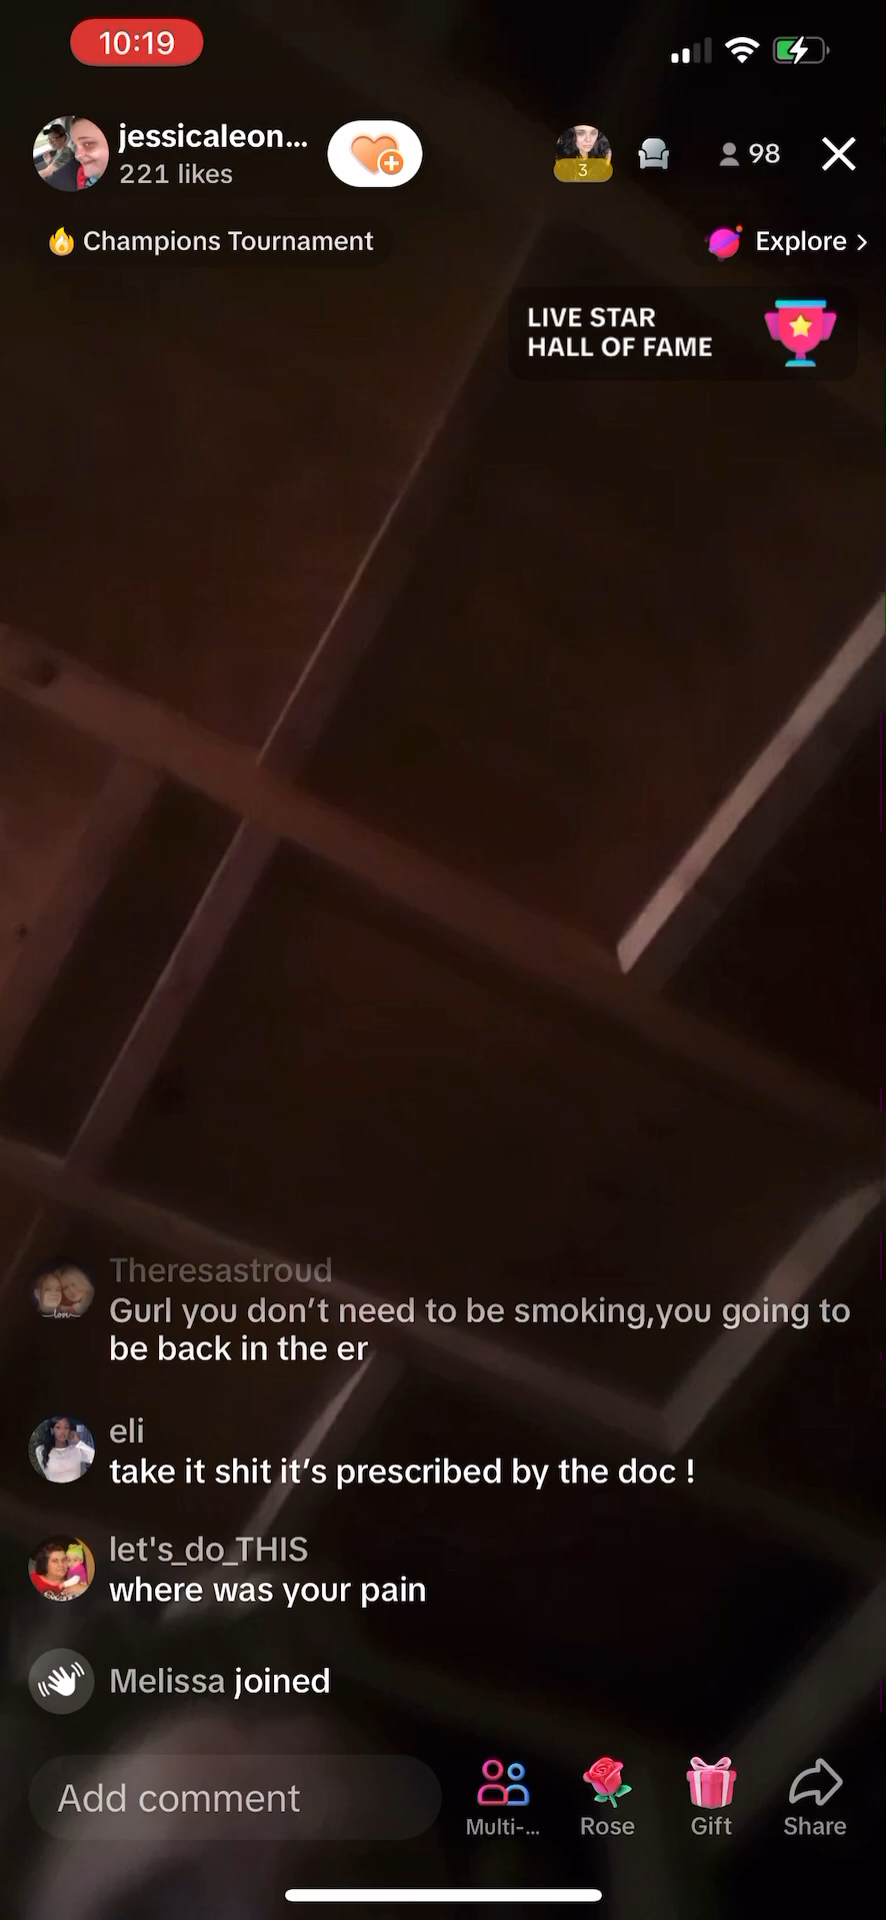 10:19
jessicaleon...
221 likes
3
98
Champions Tournament
Explore >
LIVE STAR
HALL OF FAME
Theresastroud
Gurl you don’t need to be smoking,you going to
be back in the er
eli
take it shit it’s prescribed by the doc !
let's_do_THIS
where was your pain
Melissa joined
Add comment
Multi-...
Rose
Gift
Share